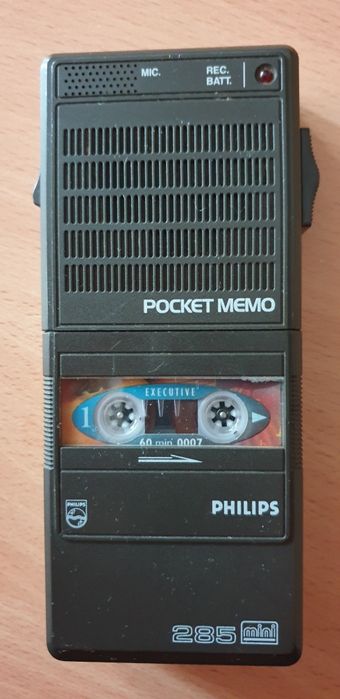 MIC.
REC.
BATT.
POCKET MEMO
EXECUTIVE
1
60 min 0007
PHILIPS
PHILIPS
285 mini